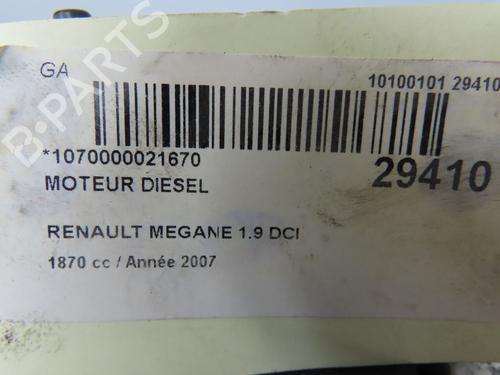 GA
10100101 29410
*1070000021670
29410
MOTEUR DIESEL
RENAULT MEGANE 1.9 DCI
1870 cc / Année 2007
B-PARTS